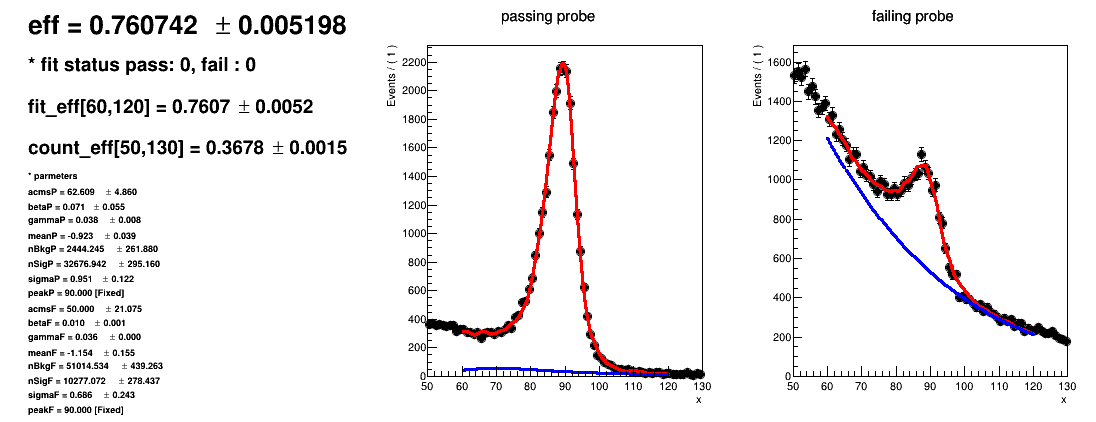 eff = 0.760742 ± 0.005198
* fit status pass: 0, fail : 0
fit_eff[60,120] = 0.7607 ± 0.0052
count_eff[50,130] = 0.3678 ± 0.0015
* parmeters
acmsP = 62.609 ± 4.860
betaP = 0.071 ± 0.055
gammaP = 0.038 ± 0.008
meanP = -0.923 ± 0.039
nBkgP = 2444.245 ± 261.880
nSigP = 32676.942 ± 295.160
sigmaP = 0.951 ± 0.122
peakP = 90.000 [Fixed]
acmsF = 50.000 ± 21.075
betaF = 0.010 ± 0.001
gammaF = 0.036 ± 0.000
meanF = -1.154 ± 0.155
nBkgF = 51014.534 ± 439.263
nSigF = 10277.072 ± 278.437
sigmaF = 0.686 ± 0.243
peakF = 90.000 [Fixed]
passing probe
Events / ( 1 )
2200
2000
1800
1600
1400
1200
1000
800
600
400
200
0
50 60 70 80 90 100 110 120 130
x
failing probe
Events / ( 1 )
1600
1400
1200
1000
800
600
400
200
0
50 60 70 80 90 100 110 120 130
x